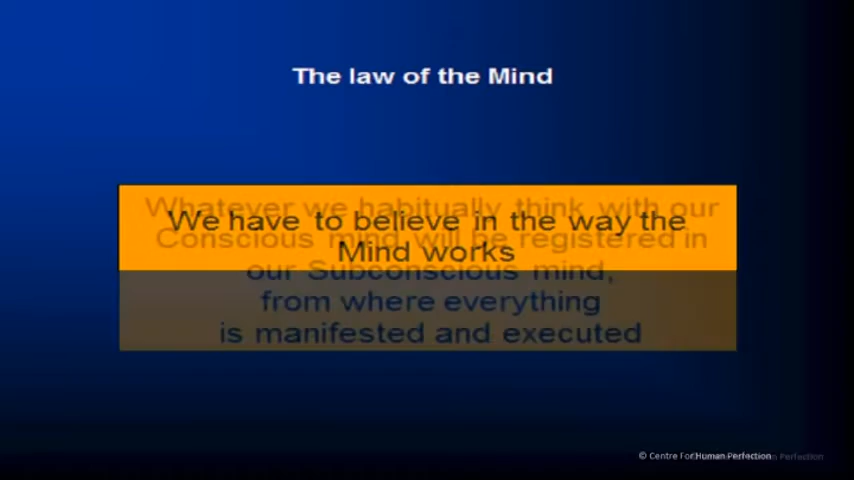 The law of the Mind
We have to believe in the way the
Mind works
Whatever we habitually think with our
Conscious mind will be registered in
our Subconscious mind,
from where everything
is manifested and executed
© Centre For Human Perfection